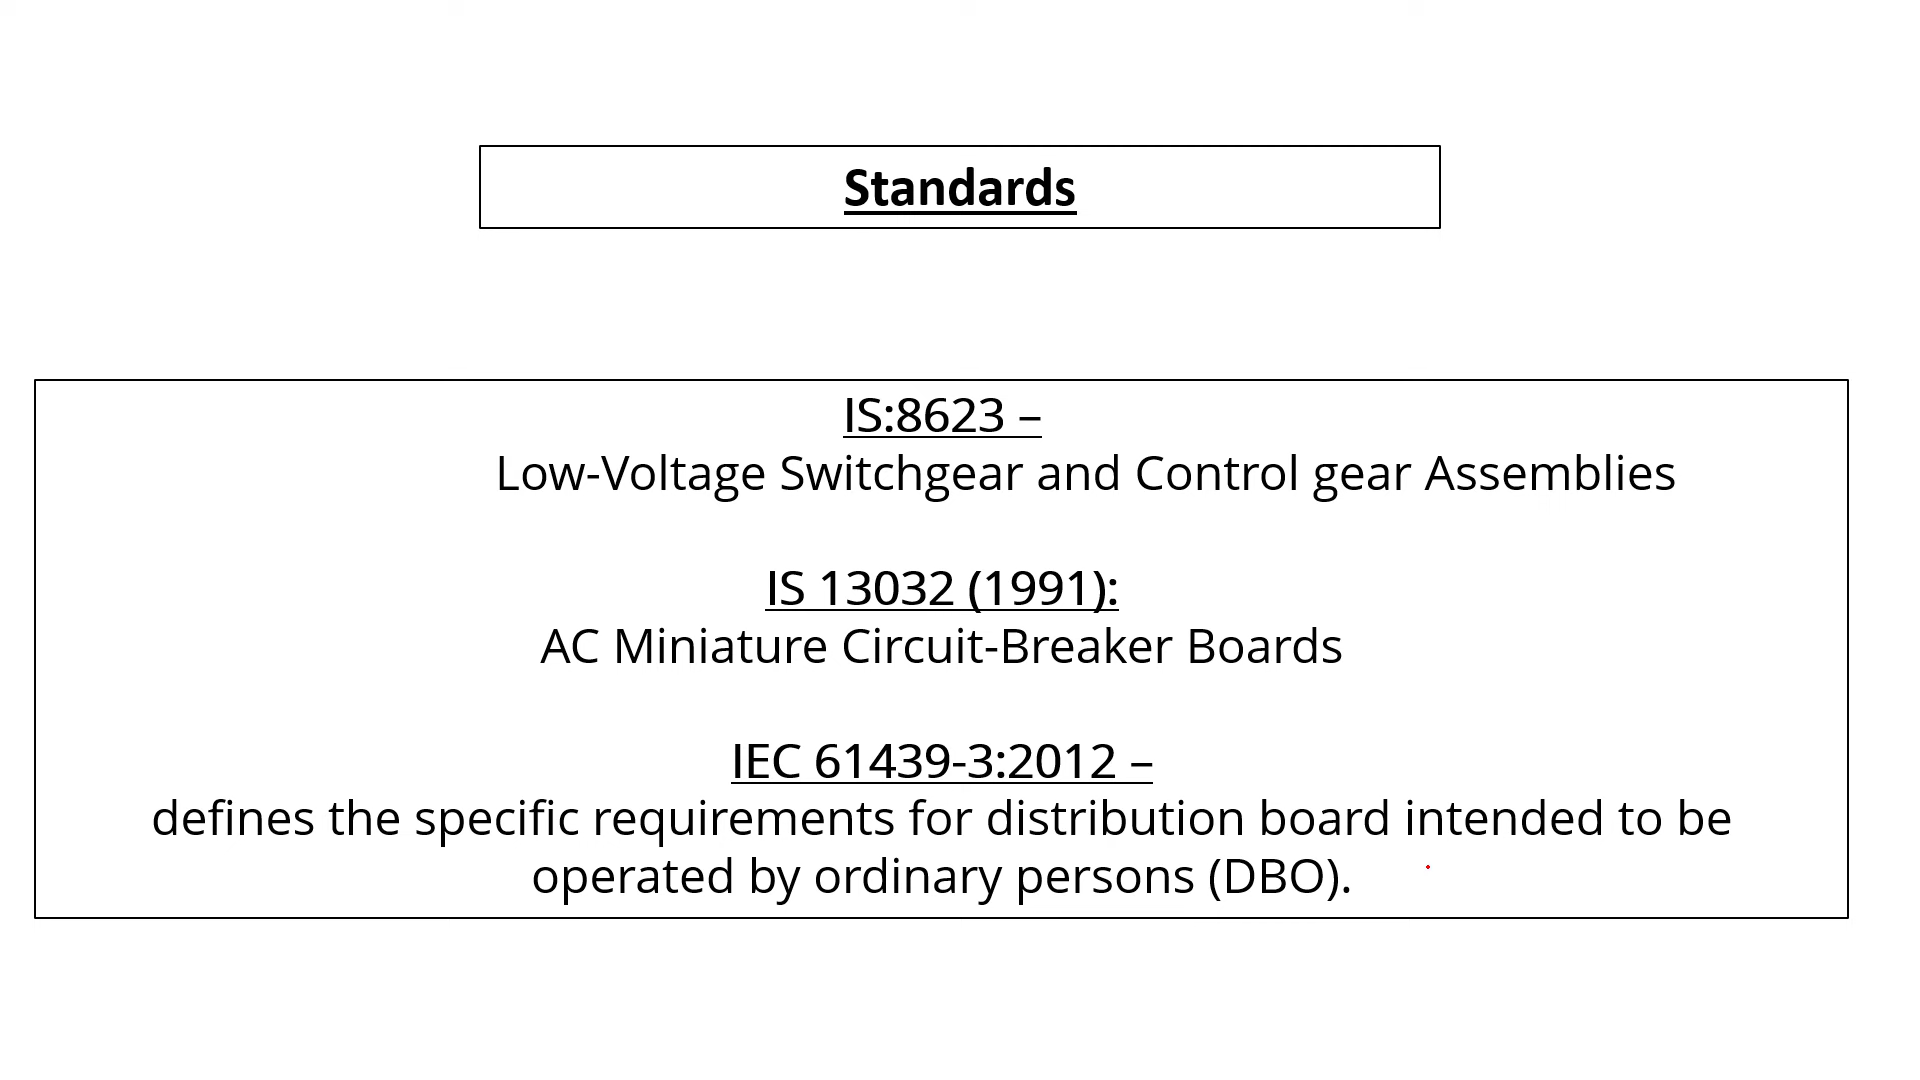 Standards
IS:8623 –
Low-Voltage Switchgear and Control gear Assemblies
IS 13032 (1991):
AC Miniature Circuit-Breaker Boards
IEC 61439-3:2012 –
defines the specific requirements for distribution board intended to be
operated by ordinary persons (DBO).